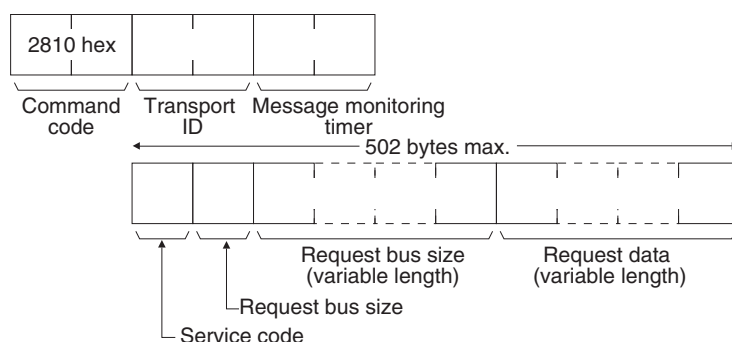 2810 hex
Command code
Transport ID
Message monitoring timer
502 bytes max.
Request bus size (variable length)
Request data (variable length)
Request bus size
Service code